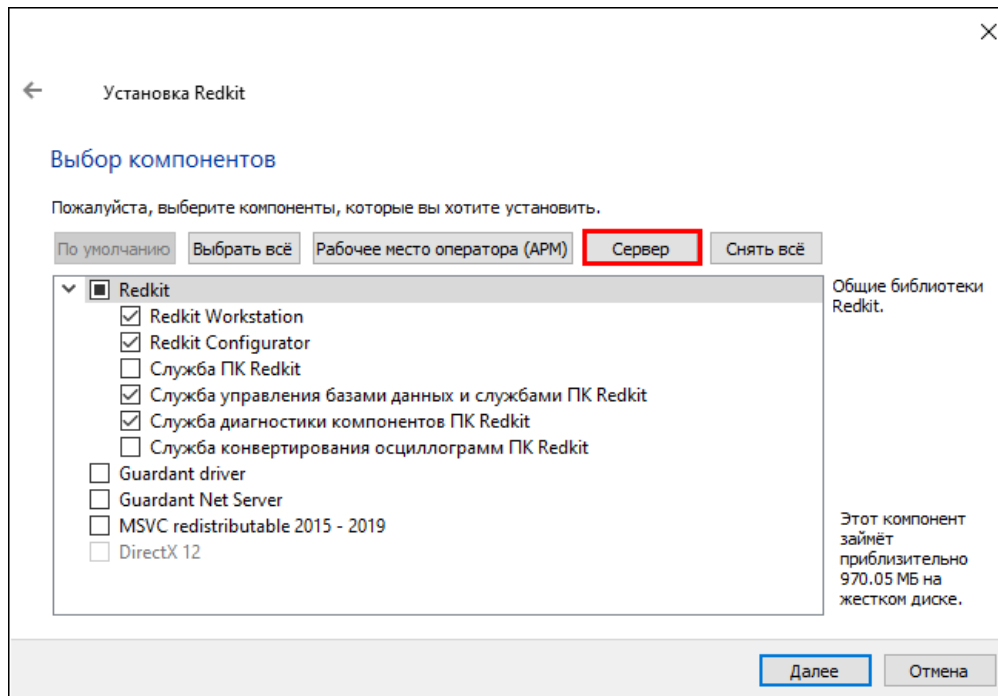 Установка Redkit
Выбор компонентов
Пожалуйста, выберите компоненты, которые вы хотите установить.
По умолчанию Выбрать всё Рабочее место оператора (АРМ) Сервер Снять всё
Redkit
Redkit Workstation
Redkit Configurator
Служба ПК Redkit
Служба управления базами данных и службами ПК Redkit
Служба диагностики компонентов ПК Redkit
Служба конвертирования осциллограмм ПК Redkit
Guardant driver
Guardant Net Server
MSVC redistributable 2015 - 2019
DirectX 12
Общие библиотеки
Redkit.
Этот компонент
займёт
приблизительно
970.05 МБ на
жестком диске.
Далее Отмена